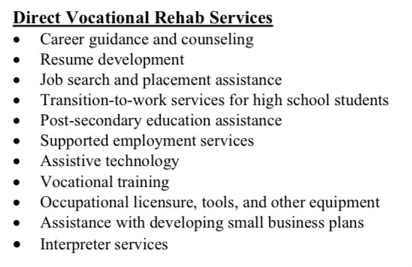 Direct Vocational Rehab Services
• Career guidance and counseling
• Resume development
• Job search and placement assistance
• Transition-to-work services for high school students
• Post-secondary education assistance
• Supported employment services
• Assistive technology
• Vocational training
• Occupational licensure, tools, and other equipment
• Assistance with developing small business plans
• Interpreter services